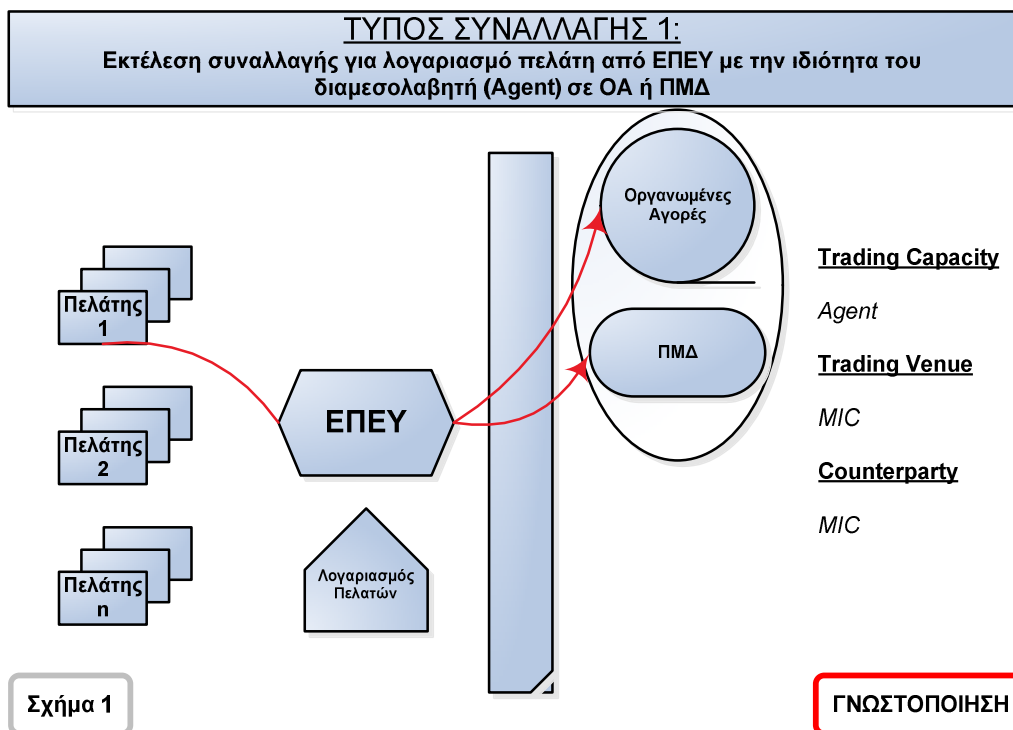 ΤΥΠΟΣ ΣΥΝΑΛΛΑΓΗΣ 1:
Εκτέλεση συναλλαγής για λογαριασμό πελάτη από ΕΠΕΥ με την ιδιότητα του
διαμεσολαβητή (Agent) σε ΟΑ ή ΠΜΔ
Οργανωμένες
Αγορές
ΠΜΔ
Πελάτης
1
ΕΠΕΥ
Πελάτης
2
Λογαριασμός
Πελατών
Πελάτης
n
Trading Capacity
Agent
Trading Venue
MIC
Counterparty
MIC
Σχήμα 1
ΓΝΩΣΤΟΠΟΙΗΣΗ